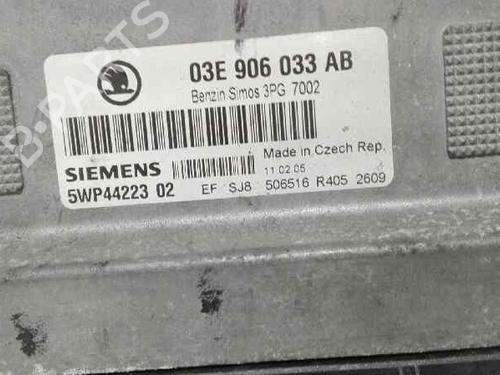 B-PARTS
03E 906 033 AB
Benzin Simos 3PG 7002
SIEMENS
Made in Czech Rep.
11.02.05
5WP44223 02 EF SJ8 506516 R405 2609